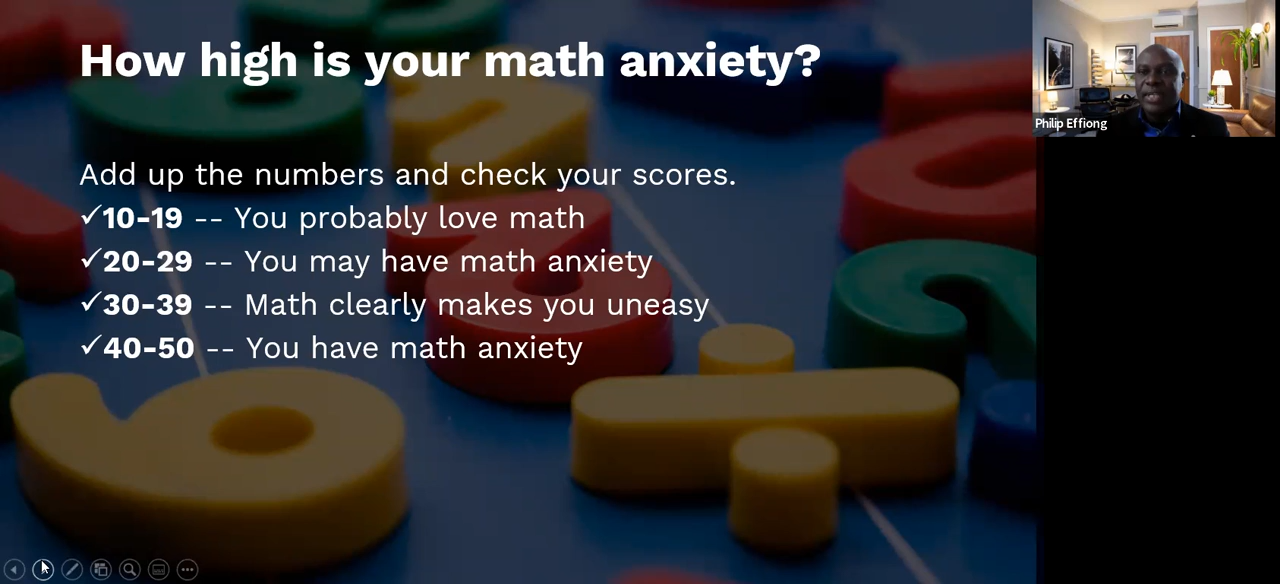 How high is your math anxiety?
Add up the numbers and check your scores.
✓10-19 -- You probably love math
✓20-29 -- You may have math anxiety
✓30-39 -- Math clearly makes you uneasy
✓40-50 -- You have math anxiety
Philip Effiong